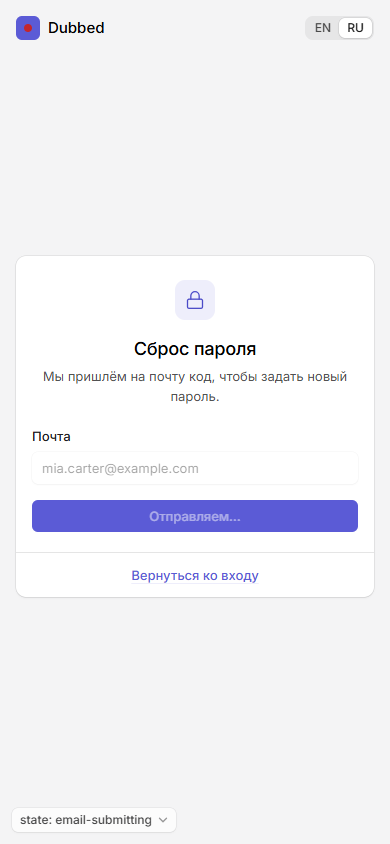 Dubbed
EN RU
Сброс пароля
Мы пришлём на почту код, чтобы задать новый
пароль.
Почта
mia.carter@example.com
Отправляем...
Вернуться ко входу
state: email-submitting